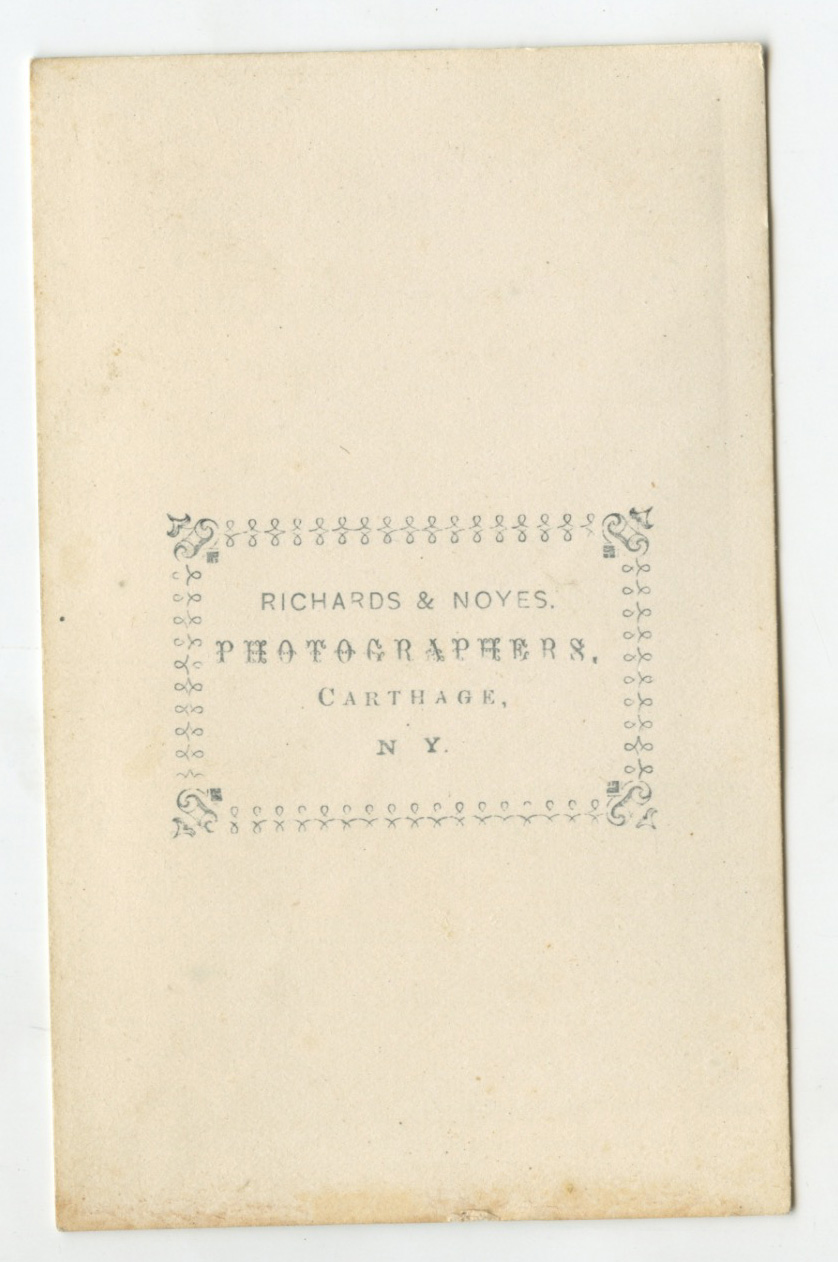 RICHARDS & NOYES.
PHOTOGRAPHERS,
CARTHAGE,
N Y.